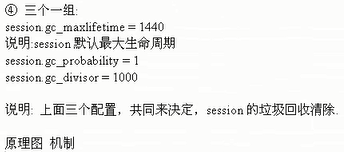 ④ 三个一组:
session.gc_maxlifetime = 1440
说明:session 默认最大生命周期
session.gc_probability = 1
session.gc_divisor = 1000
说明: 上面三个配置，共同来决定，session 的垃圾回收清除.
原理图 机制